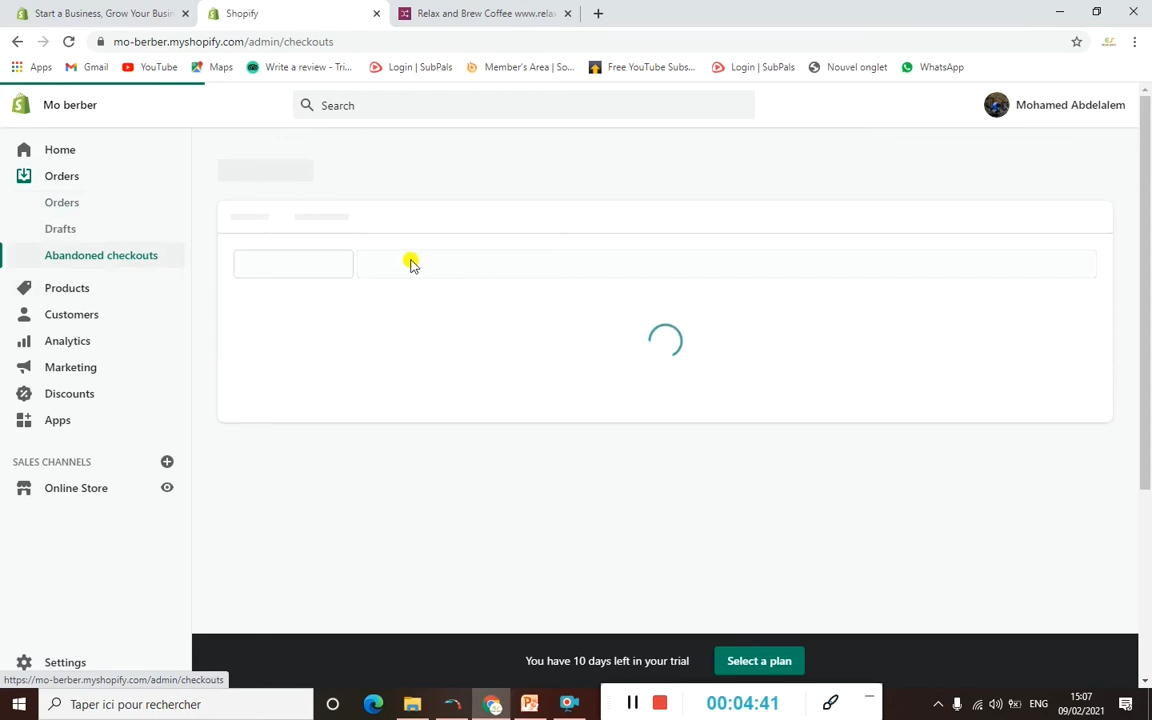 Start a Business, Grow Your Busin
Shopify
Relax and Brew Coffee www.rela
mo-berber.myshopify.com/admin/checkouts
Apps
Gmail
YouTube
Maps
Write a review - Tri...
Login | SubPals
Member's Area | So...
Free YouTube Subs...
Login | SubPals
Nouvel onglet
WhatsApp
Mo berber
Search
Mohamed Abdelalem
Home
Orders
Orders
Drafts
Abandoned checkouts
Products
Customers
Analytics
Marketing
Discounts
Apps
SALES CHANNELS
Online Store
Settings
You have 10 days left in your trial
Select a plan
https://mo-berber.myshopify.com/admin/checkouts
Taper ici pour rechercher
00:04:41
ENG
15:07
09/02/2021